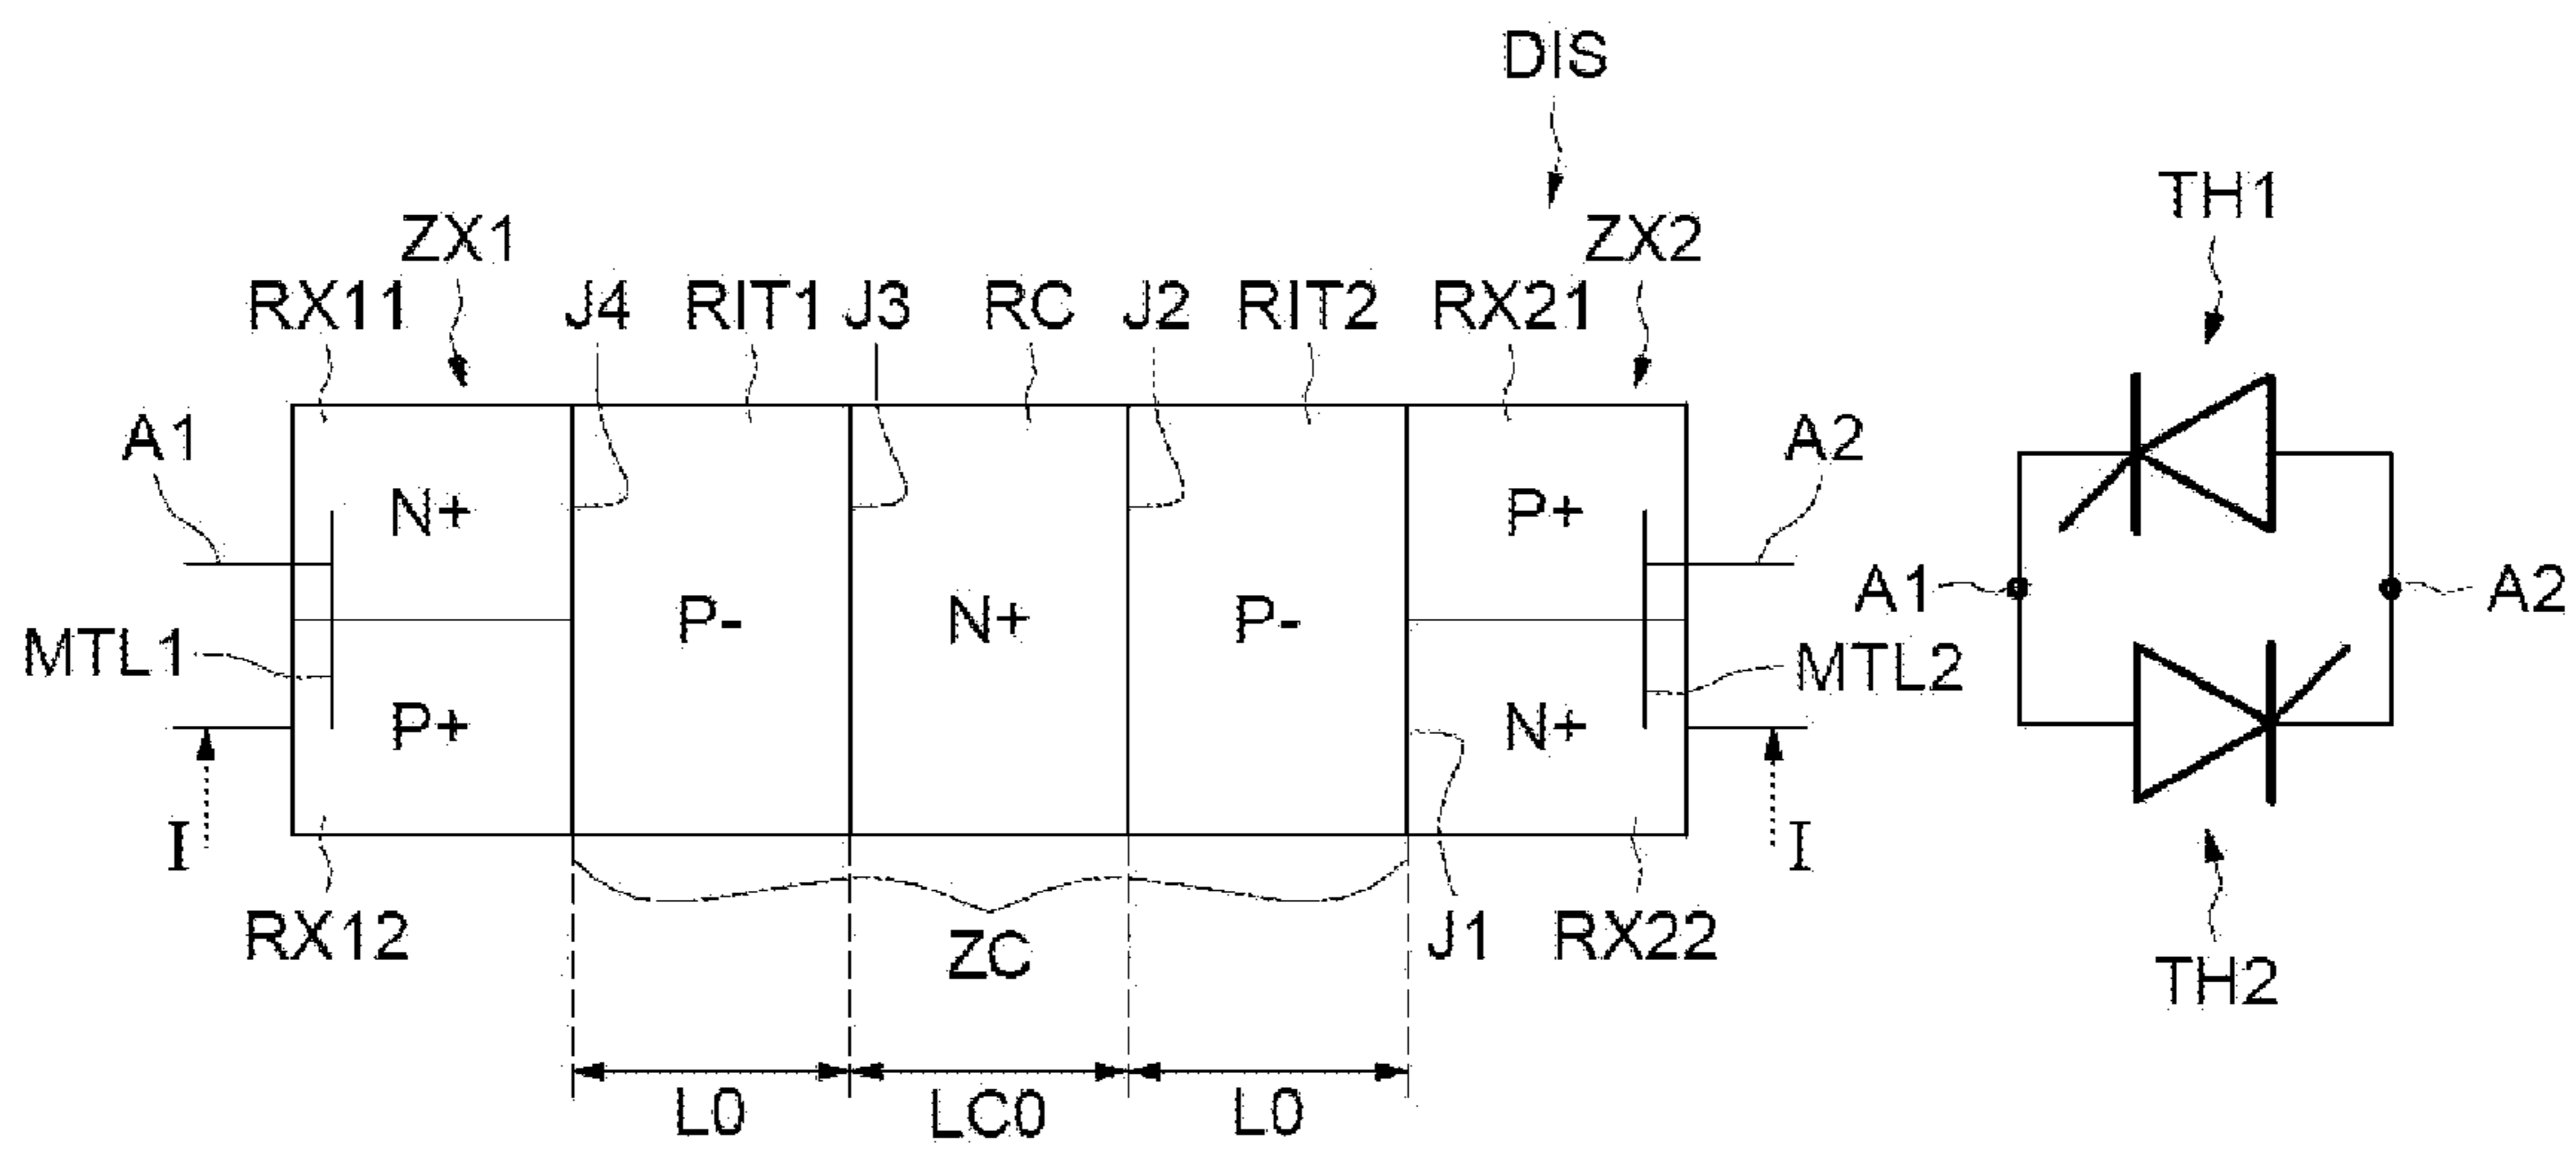 DIS
TH1
ZX1
ZX2
RX11
J4
RIT1
J3
RC
J2
RIT2
RX21
A1
N+
P+
A2
P-
N+
P-
A1
A2
MTL1
MTL2
P+
N+
I
I
RX12
ZC
J1
RX22
TH2
L0
LC0
L0